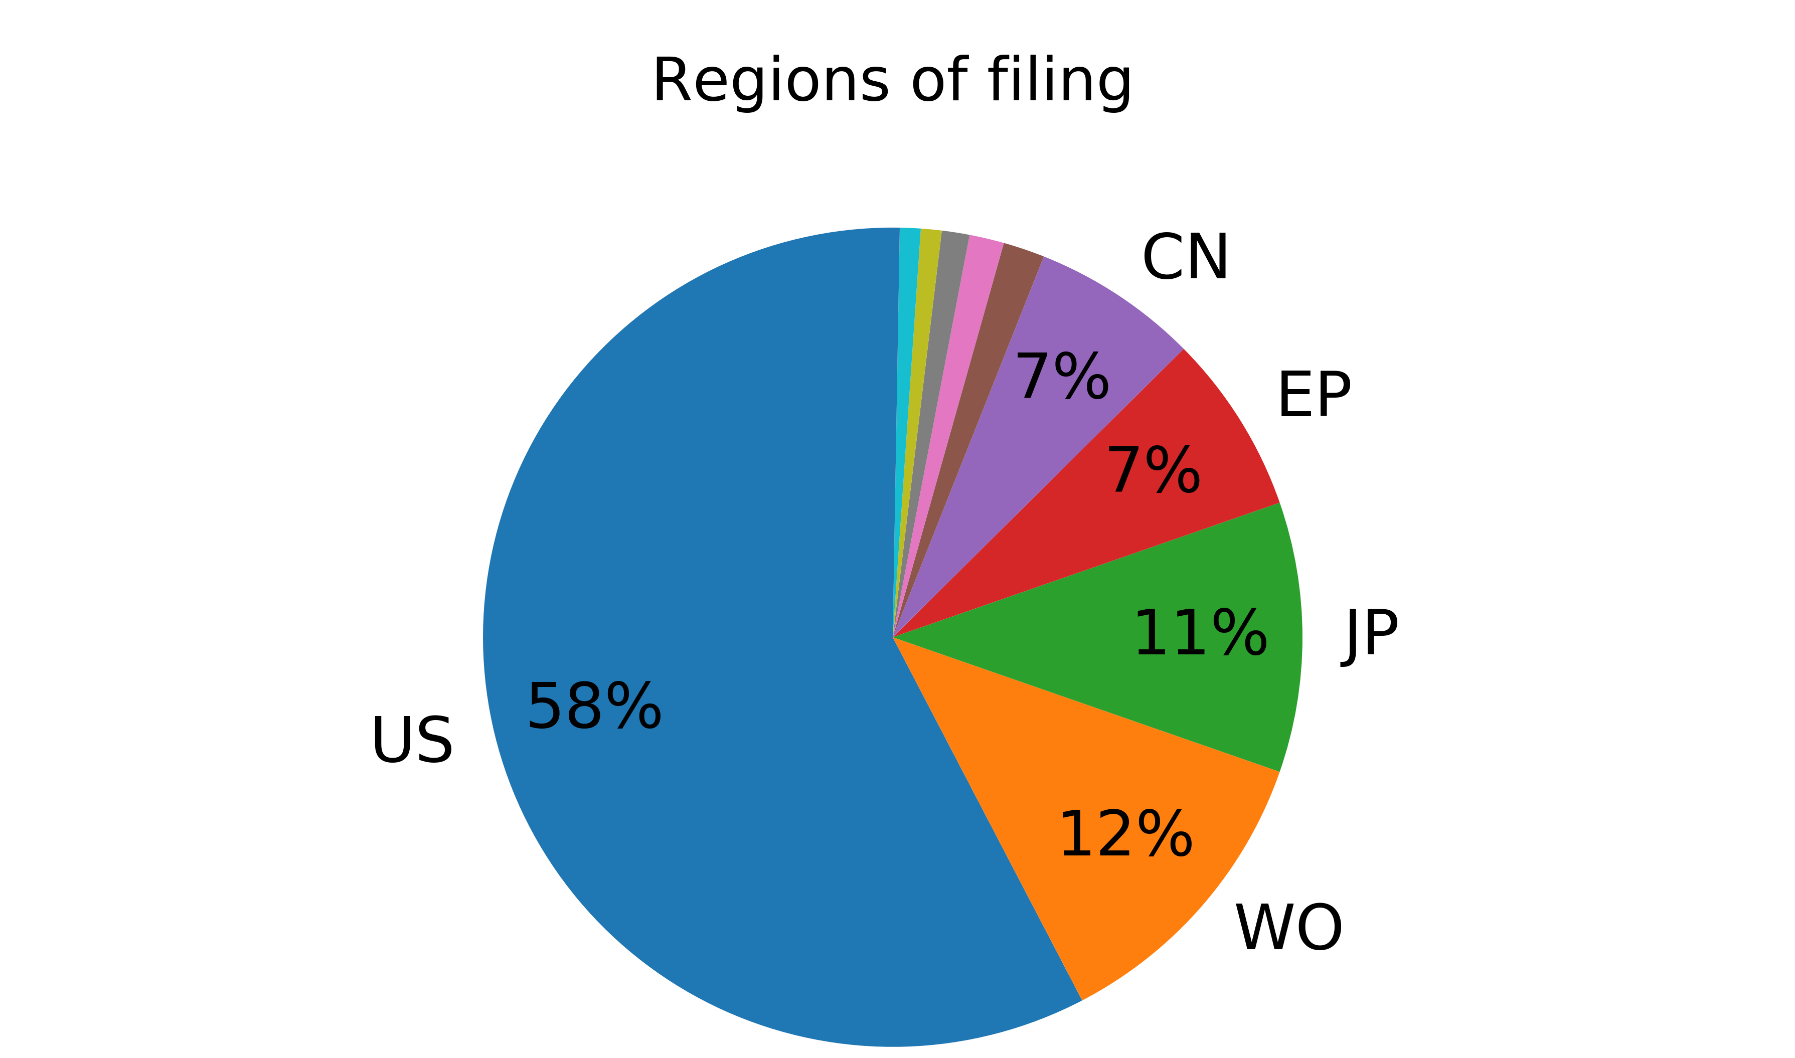 Regions of filing
CN
7%
EP
7%
JP
11%
US
58%
WO
12%